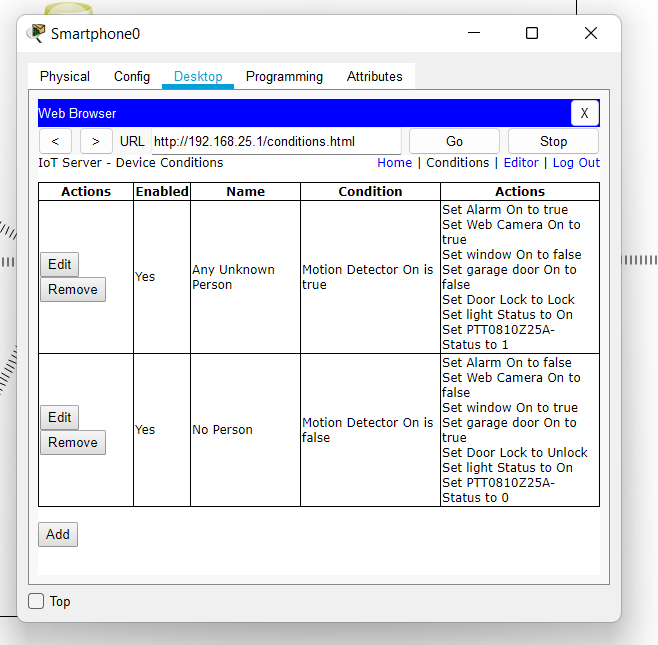 Smartphone0
Physical Config Desktop Programming Attributes
Web Browser X
< > URL http://192.168.25.1/conditions.html Go Stop
IoT Server - Device Conditions Home | Conditions | Editor | Log Out
Actions Enabled Name Condition Actions
Edit
Remove
Yes
Any Unknown
Person
Motion Detector On is
true
Set Alarm On to true
Set Web Camera On to
true
Set window On to false
Set garage door On to
false
Set Door Lock to Lock
Set light Status to On
Set PTT0810Z25A-
Status to 1
Edit
Remove
Yes
No Person
Motion Detector On is
false
Set Alarm On to false
Set Web Camera On to
false
Set window On to true
Set garage door On to
true
Set Door Lock to Unlock
Set light Status to On
Set PTT0810Z25A-
Status to 0
Add
Top